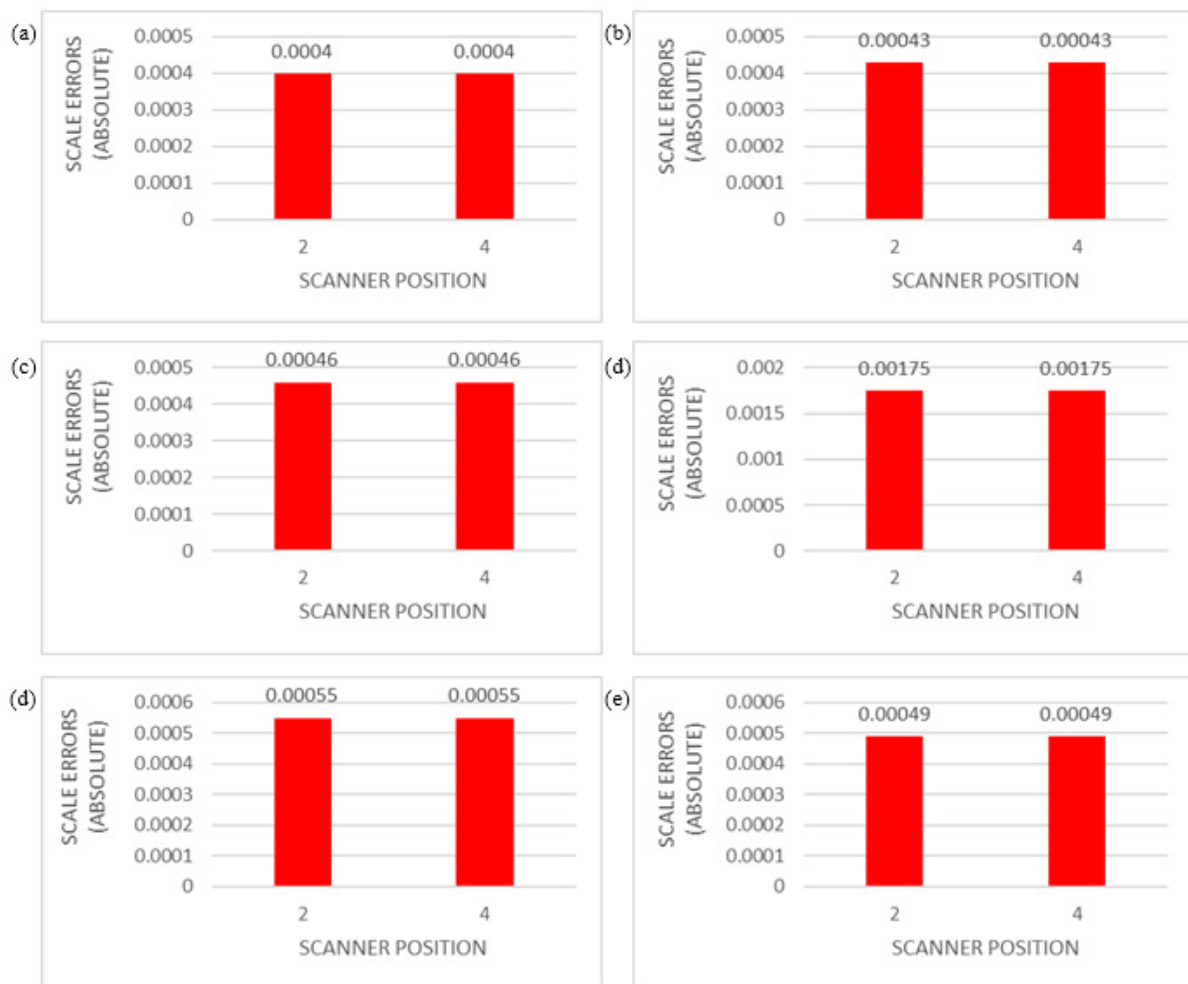 (a)
SCALE ERRORS
(ABSOLUTE)
0.0005
0.0004
0.0003
0.0002
0.0001
0
0.0004 0.0004
2 4
SCANNER POSITION
(b)
SCALE ERRORS
(ABSOLUTE)
0.0005
0.0004
0.0003
0.0002
0.0001
0
0.00043 0.00043
2 4
SCANNER POSITION
(c)
SCALE ERRORS
(ABSOLUTE)
0.0005
0.0004
0.0003
0.0002
0.0001
0
0.00046 0.00046
2 4
SCANNER POSITION
(d)
SCALE ERRORS
(ABSOLUTE)
0.002
0.0015
0.001
0.0005
0
0.00175 0.00175
2 4
SCANNER POSITION
(d)
SCALE ERRORS
(ABSOLUTE)
0.0006
0.0005
0.0004
0.0003
0.0002
0.0001
0
0.00055 0.00055
2 4
SCANNER POSITION
(e)
SCALE ERRORS
(ABSOLUTE)
0.0006
0.0005
0.0004
0.0003
0.0002
0.0001
0
0.00049 0.00049
2 4
SCANNER POSITION